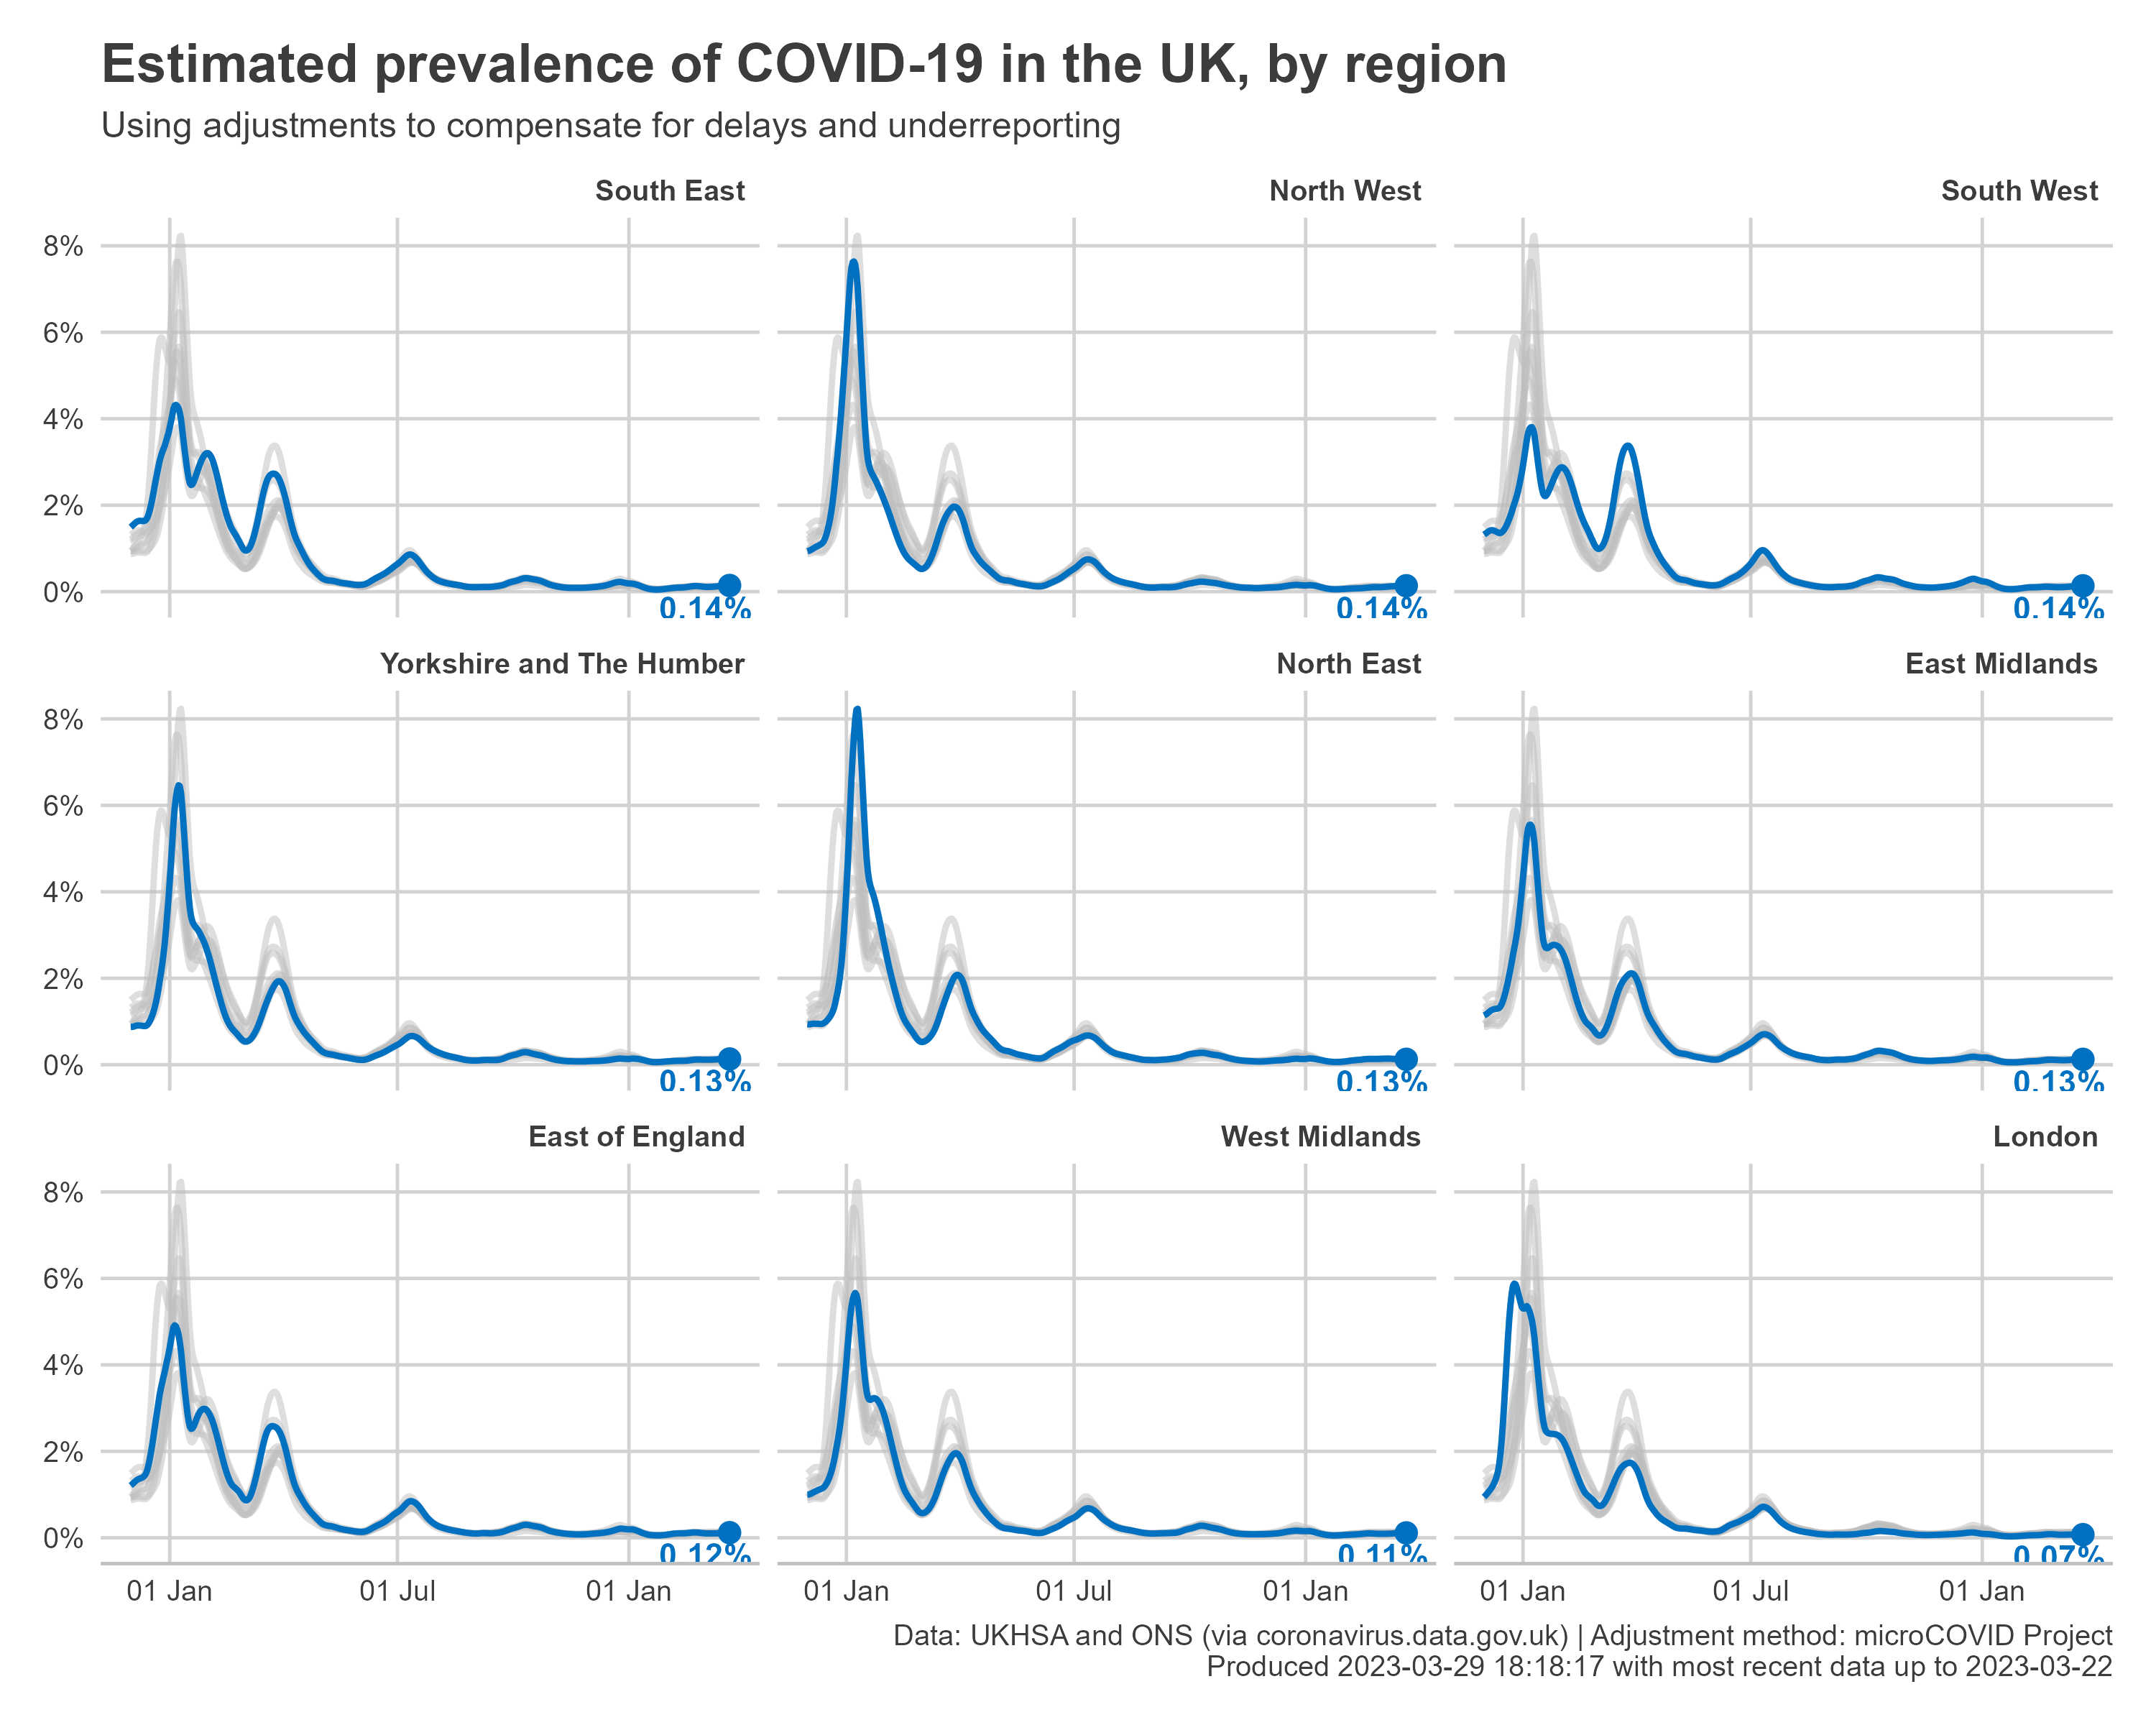 Estimated prevalence of COVID-19 in the UK, by region
Using adjustments to compensate for delays and underreporting
South East
North West
South West
8%
6%
4%
2%
0%
0.14%
0.14%
0.14%
Yorkshire and The Humber
North East
East Midlands
8%
6%
4%
2%
0%
0.13%
0.13%
0.13%
East of England
West Midlands
London
8%
6%
4%
2%
0%
0.12%
0.11%
0.07%
01 Jan
01 Jul
01 Jan
01 Jan
01 Jul
01 Jan
01 Jan
01 Jul
01 Jan
Data: UKHSA and ONS (via coronavirus.data.gov.uk) | Adjustment method: microCOVID Project
Produced 2023-03-29 18:18:17 with most recent data up to 2023-03-22